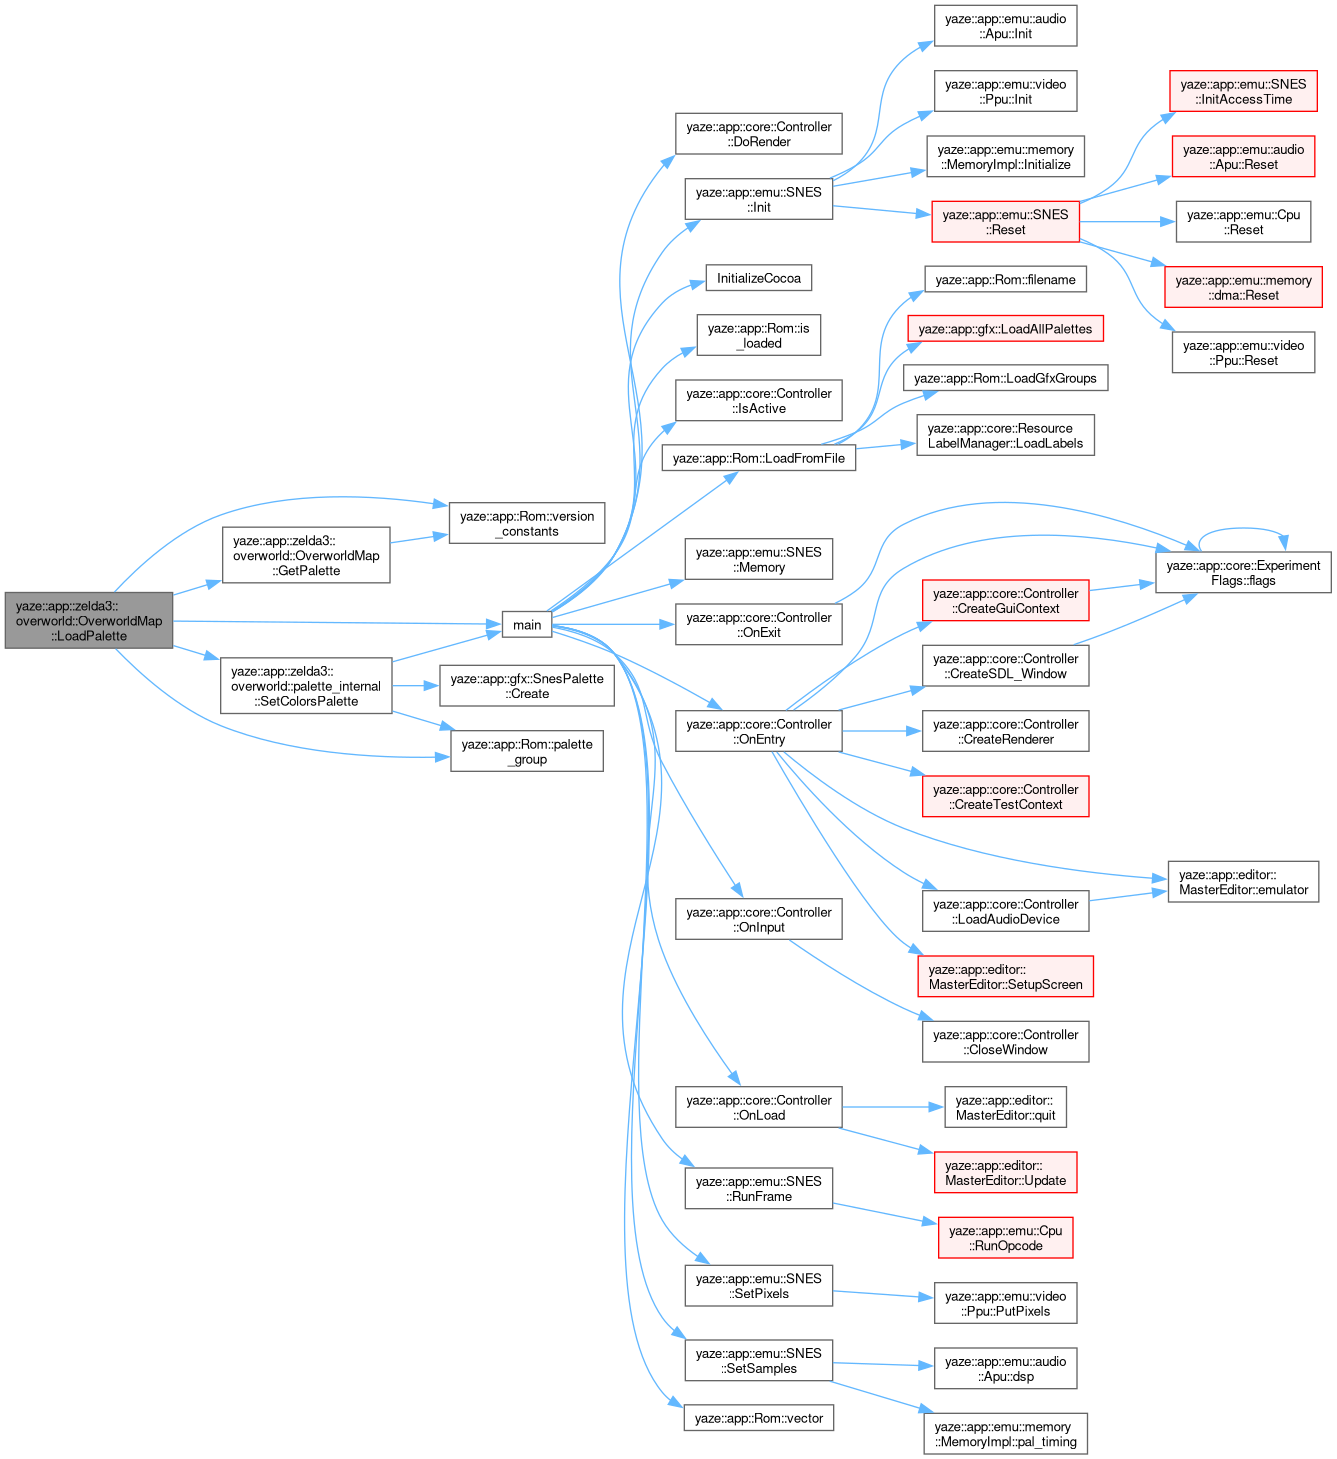 yaze::app::zelda3::
overworld::OverworldMap
::LoadPalette
yaze::app::Rom::version
_constants
yaze::app::zelda3::
overworld::OverworldMap
::GetPalette
main
yaze::app::zelda3::
overworld::palette_internal
::SetColorsPalette
yaze::app::gfx::SnesPalette
::Create
yaze::app::Rom::palette
_group
yaze::app::core::Controller
::DoRender
yaze::app::emu::SNES
::Init
InitializeCocoa
yaze::app::Rom::is
_loaded
yaze::app::core::Controller
::IsActive
yaze::app::Rom::LoadFromFile
yaze::app::emu::SNES
::Memory
yaze::app::core::Controller
::OnExit
yaze::app::core::Controller
::OnEntry
yaze::app::core::Controller
::OnInput
yaze::app::core::Controller
::OnLoad
yaze::app::emu::SNES
::RunFrame
yaze::app::emu::SNES
::SetPixels
yaze::app::emu::SNES
::SetSamples
yaze::app::Rom::vector
yaze::app::emu::audio
::Apu::Init
yaze::app::emu::video
::Ppu::Init
yaze::app::emu::memory
::MemoryImpl::Initialize
yaze::app::emu::SNES
::Reset
yaze::app::Rom::filename
yaze::app::gfx::LoadAllPalettes
yaze::app::Rom::LoadGfxGroups
yaze::app::core::Resource
LabelManager::LoadLabels
yaze::app::core::Controller
::CreateGuiContext
yaze::app::core::Controller
::CreateSDL_Window
yaze::app::core::Controller
::CreateRenderer
yaze::app::core::Controller
::CreateTestContext
yaze::app::core::Controller
::LoadAudioDevice
yaze::app::editor::
MasterEditor::SetupScreen
yaze::app::core::Controller
::CloseWindow
yaze::app::editor::
MasterEditor::quit
yaze::app::editor::
MasterEditor::Update
yaze::app::emu::Cpu
::RunOpcode
yaze::app::emu::video
::Ppu::PutPixels
yaze::app::emu::audio
::Apu::dsp
yaze::app::emu::memory
::MemoryImpl::pal_timing
yaze::app::emu::SNES
::InitAccessTime
yaze::app::emu::audio
::Apu::Reset
yaze::app::emu::Cpu
::Reset
yaze::app::emu::memory
::dma::Reset
yaze::app::emu::video
::Ppu::Reset
yaze::app::core::Experiment
Flags::flags
yaze::app::editor::
MasterEditor::emulator